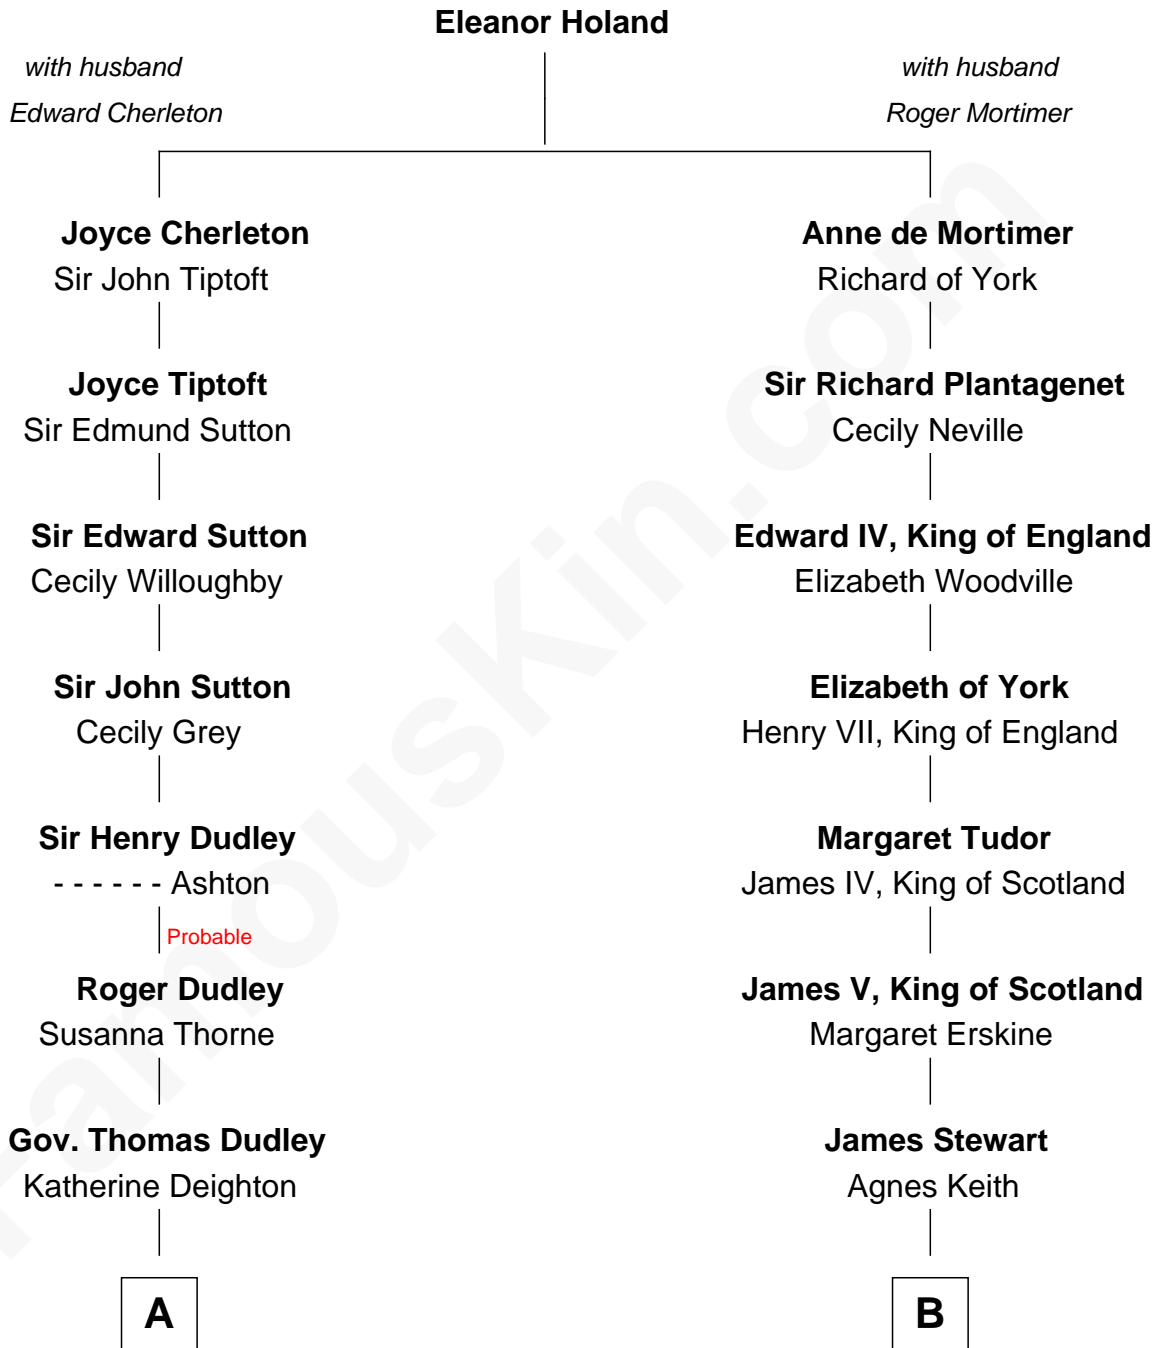 Eleanor Holand
with husband
Edward Cherleton
with husband
Roger Mortimer
Joyce Cherleton
Sir John Tiptoft
Anne de Mortimer
Richard of York
Joyce Tiptoft
Sir Edmund Sutton
Sir Richard Plantagenet
Cecily Neville
Sir Edward Sutton
Cecily Willoughby
Edward IV, King of England
Elizabeth Woodville
Sir John Sutton
Cecily Grey
Elizabeth of York
Henry VII, King of England
Sir Henry Dudley
- - - - - - Ashton
Margaret Tudor
James IV, King of Scotland
Probable
Roger Dudley
Susanna Thorne
James V, King of Scotland
Margaret Erskine
Gov. Thomas Dudley
Katherine Deighton
James Stewart
Agnes Keith
A
B
FamousKin.com